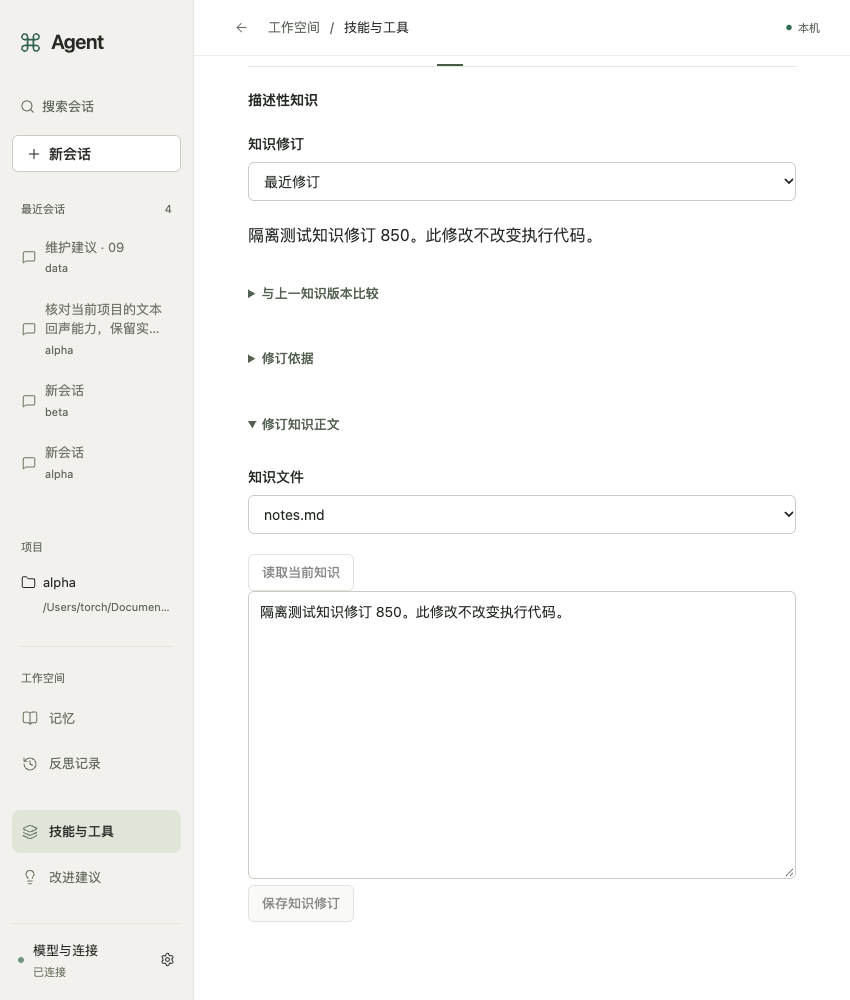 Agent
搜索会话
新会话
最近会话 4
维护建议 · 09
data
核对当前项目的文本
回声能力，保留实...
alpha
新会话
beta
新会话
alpha
项目
alpha
/Users/torch/Documen...
工作空间
记忆
反思记录
技能与工具
改进建议
模型与连接
已连接
工作空间 / 技能与工具
本机
描述性知识
知识修订
最近修订
隔离测试知识修订 850。此修改不改变执行代码。
与上一知识版本比较
修订依据
修订知识正文
知识文件
notes.md
读取当前知识
隔离测试知识修订 850。此修改不改变执行代码。
保存知识修订